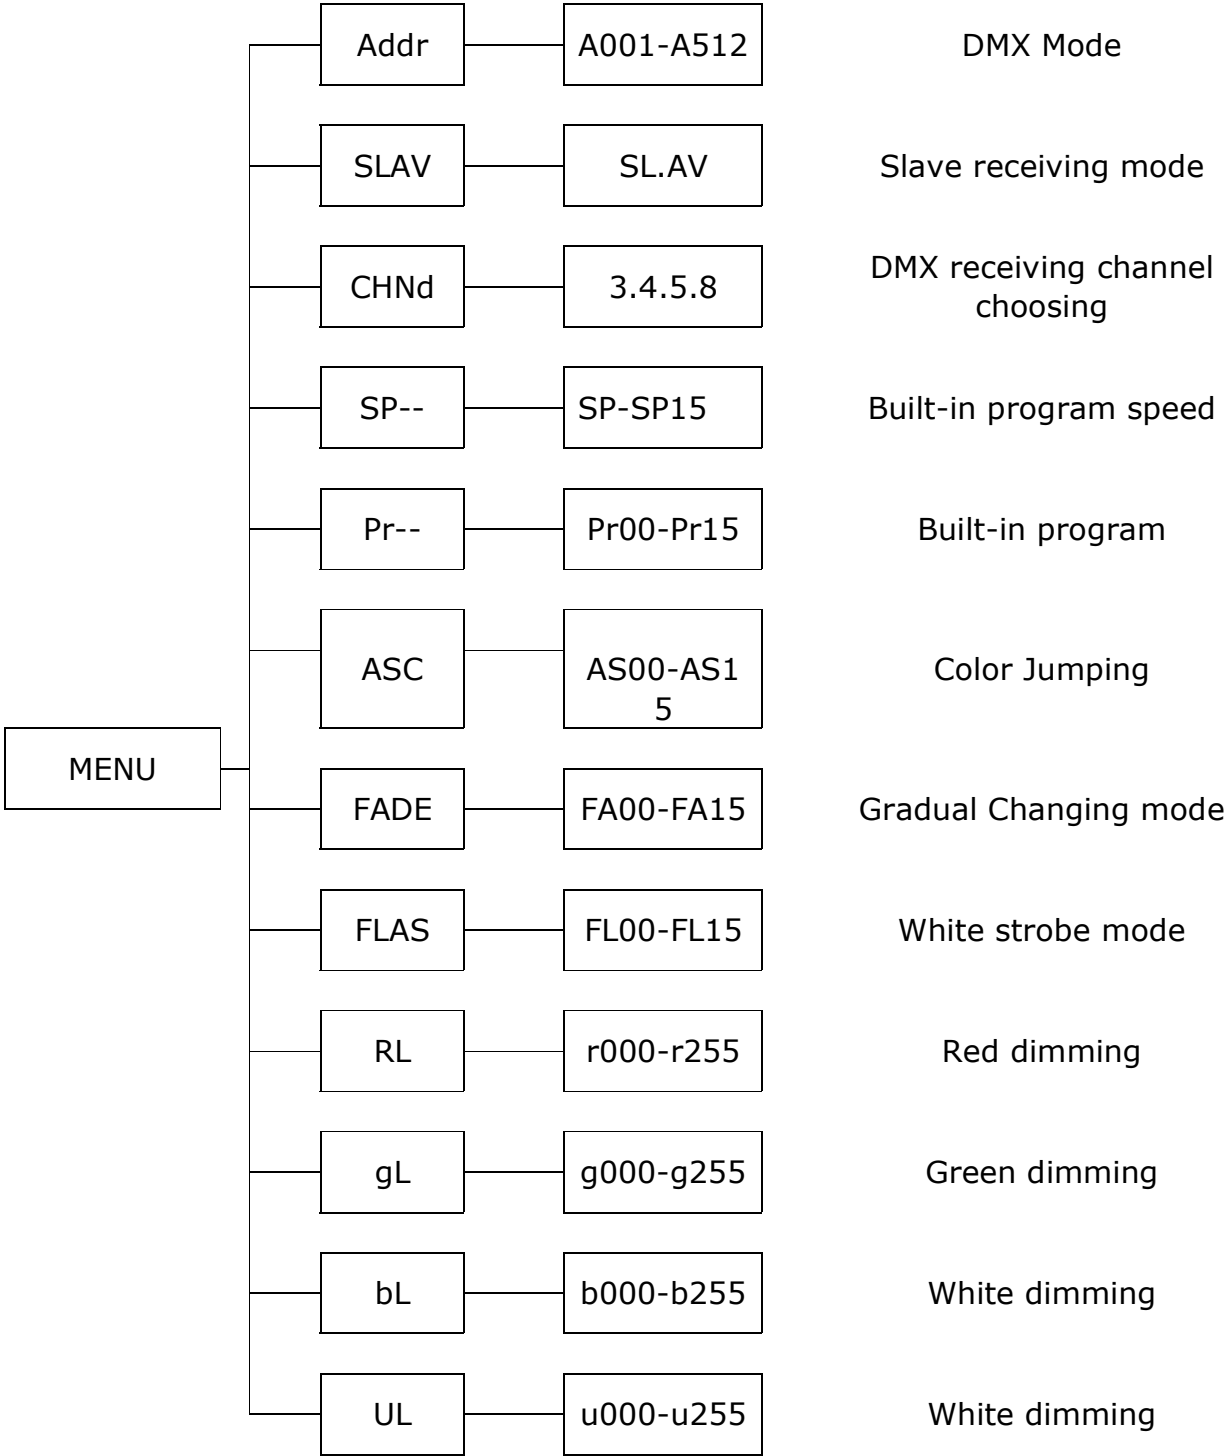 Addr
A001-A512
DMX Mode
SLAV
SL.AV
Slave receiving mode
CHNd
3.4.5.8
DMX receiving channel
choosing
SP--
SP-SP15
Built-in program speed
Pr--
Pr00-Pr15
Built-in program
ASC
AS00-AS1
5
Color Jumping
MENU
FADE
FA00-FA15
Gradual Changing mode
FLAS
FL00-FL15
White strobe mode
RL
r000-r255
Red dimming
gL
g000-g255
Green dimming
bL
b000-b255
White dimming
UL
u000-u255
White dimming